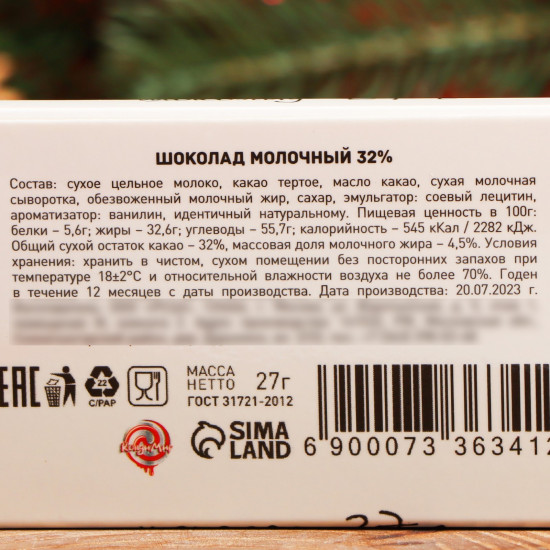 ШОКОЛАД МОЛОЧНЫЙ 32%
Состав: сухое цельное молоко, какао тертое, масло какао, сухая молочная
сыворотка, обезвоженный молочный жир, сахар, эмульгатор: соевый лецитин,
ароматизатор: ванилин, идентичный натуральному. Пищевая ценность в 100г:
белки – 5,6г; жиры – 32,6г; углеводы – 55,7г; калорийность – 545 кКал / 2282 кДж.
Общий сухой остаток какао – 32%, массовая доля молочного жира – 4,5%. Условия
хранения: хранить в чистом, сухом помещении без посторонних запахов при
температуре 18±2°С и относительной влажности воздуха не более 70%. Годен
в течение 12 месяцев с даты производства. Дата производства: 20.07.2023 г.
EAC
22
C/PAP
МАССА
НЕТТО 27г
ГОСТ 31721-2012
SIMA
LAND
6 900073 363412